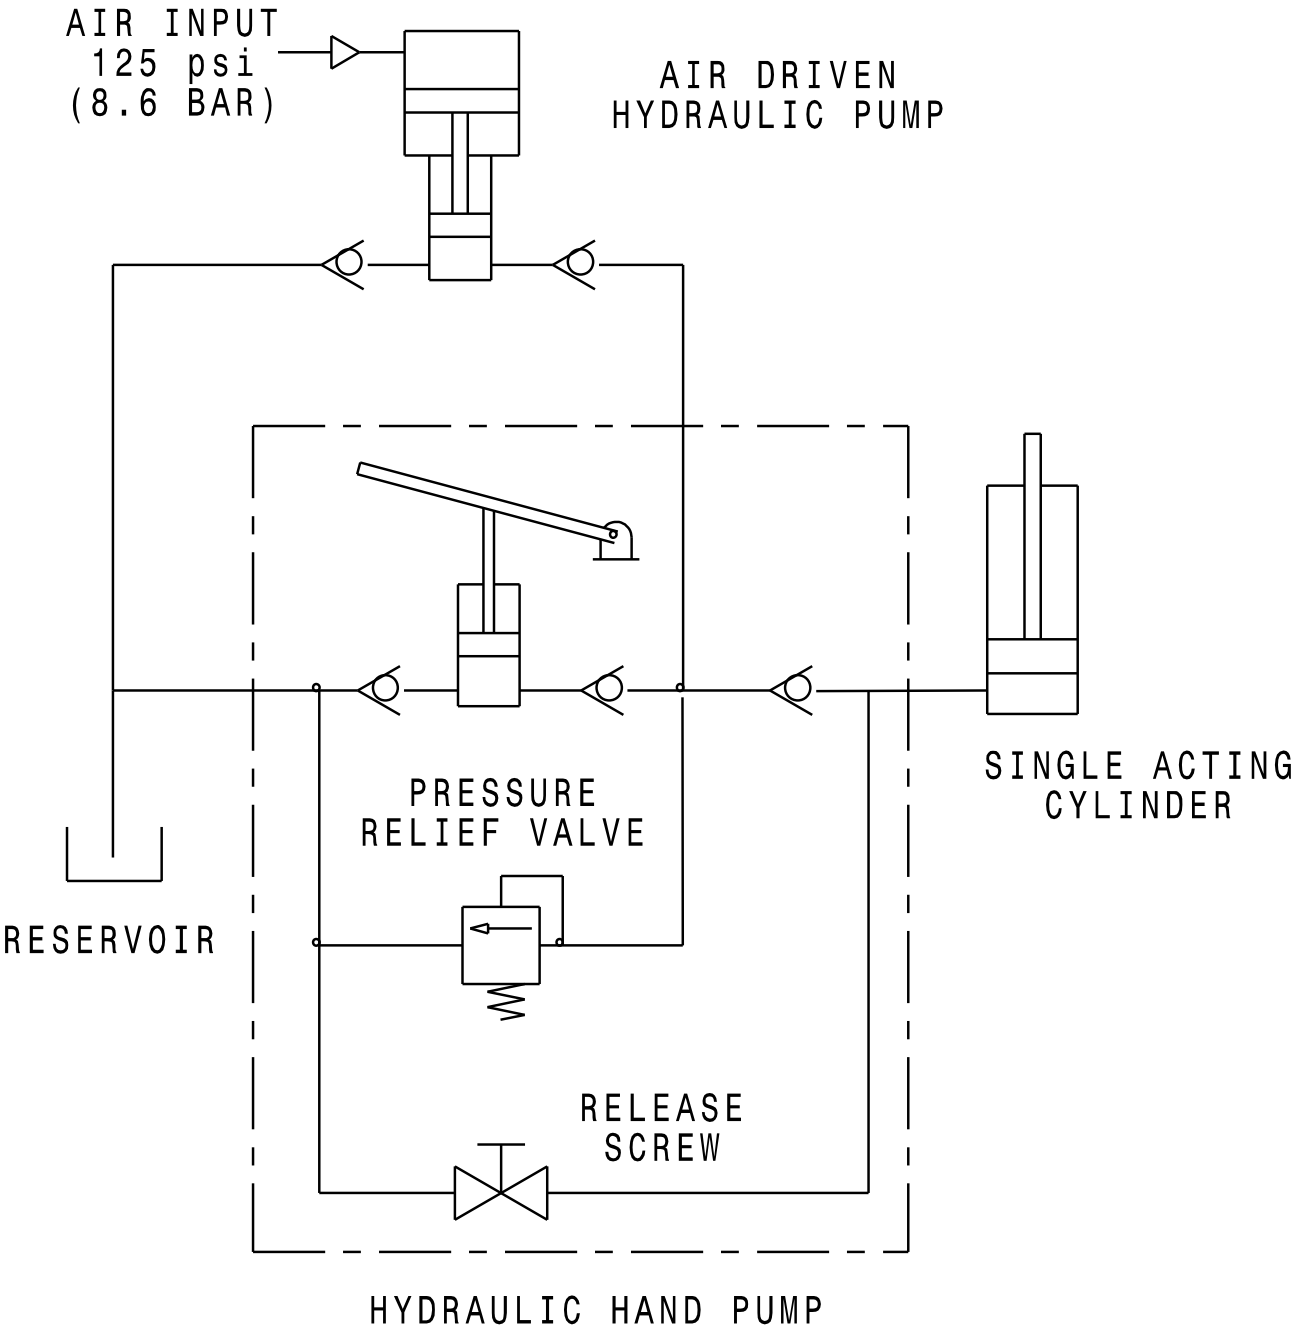 AIR INPUT
125 psi
(8.6 BAR)
AIR DRIVEN
HYDRAULIC PUMP
PRESSURE
RELIEF VALVE
SINGLE ACTING
CYLINDER
RESERVOIR
RELEASE
SCREW
HYDRAULIC HAND PUMP